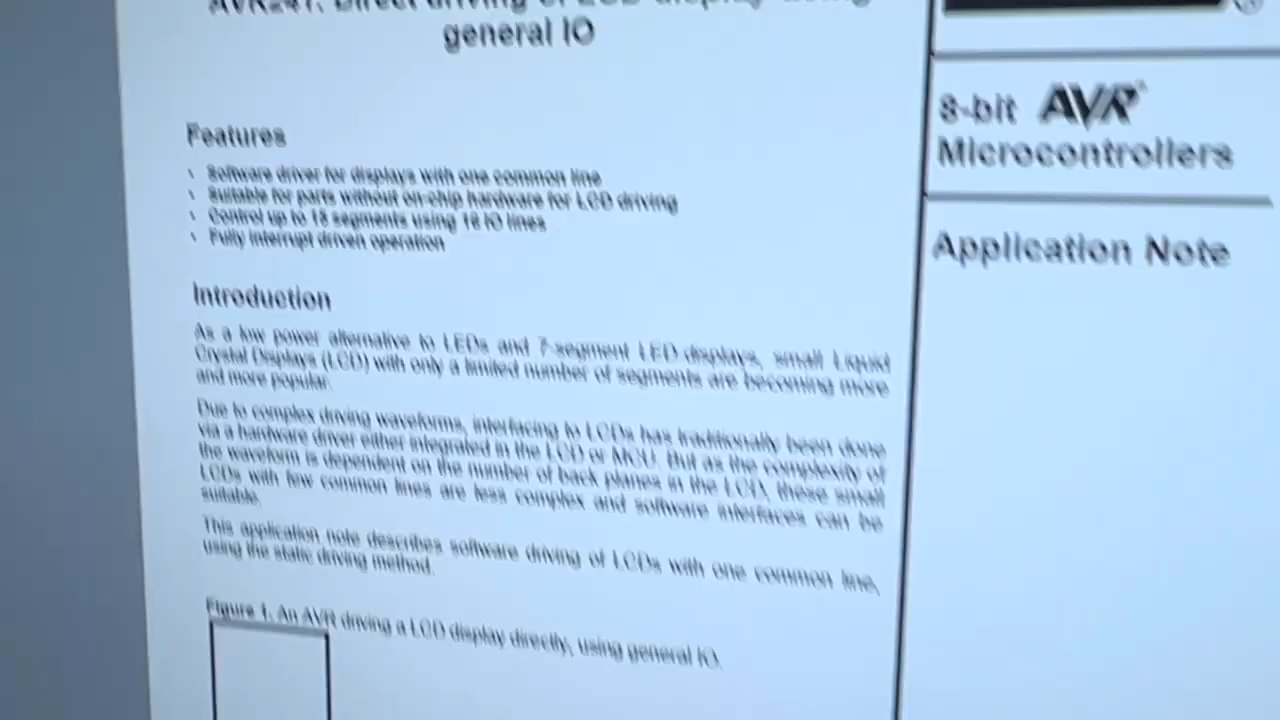 AVR241: Direct driving of LCD display using
general IO
8-bit AVR
Microcontrollers
Application Note
Features
Software driver for displays with one common line
Suitable for parts without on-chip hardware for LCD driving
Control up to 15 segments using 16 IO lines
Fully interrupt driven operation
Introduction
As a low power alternative to LEDs and 7-segment LED-displays, small Liquid
Crystal Displays (LCD) with only a limited number of segments are becoming more
and more popular.
Due to complex driving waveforms, interfacing to LCDs has traditionally been done
via a hardware driver either integrated in the LCD or MCU. But as the complexity of
the waveform is dependent on the number of back planes in the LCD, these small
LCDs with few common lines are less complex and software interfaces can be
suitable.
This application note describes software driving of LCDs with one common line,
using the static driving method.
Figure 1. An AVR driving a LCD display directly, using general IO.